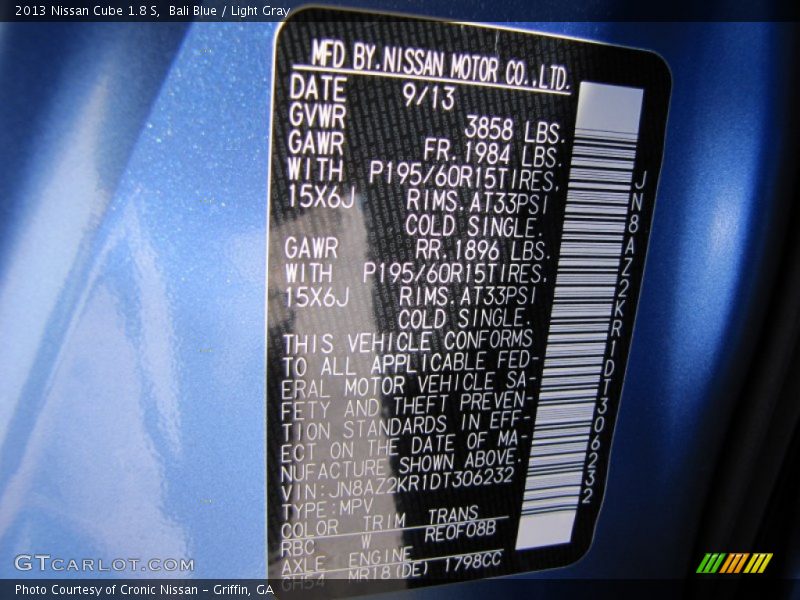 2013 Nissan Cube 1.8 S, Bali Blue / Light Gray
MFD BY.NISSAN MOTOR CO.,LTD.
DATE 9/13
GVWR 3858 LBS.
GAWR FR.1984 LBS.
WITH P195/60R15TIRES,
15X6J RIMS.AT33PSI
COLD SINGLE.
GAWR RR.1896 LBS.
WITH P195/60R15TIRES,
15X6J RIMS.AT33PSI
COLD SINGLE.
THIS VEHICLE CONFORMS
TO ALL APPLICABLE FED-
ERAL MOTOR VEHICLE SA-
FETY AND THEFT PREVEN-
TION STANDARDS IN EFF-
ECT ON THE DATE OF MA-
NUFACTURE SHOWN ABOVE.
VIN:JN8AZ2KR1DT306232
TYPE:MPV
COLOR TRIM TRANS
RBC W RE0F08B
AXLE ENGINE
GH54 MR18(DE) 1798CC
JN8AZ2KR1DT306232
GTCARLOT.COM
Photo Courtesy of Cronic Nissan - Griffin, GA